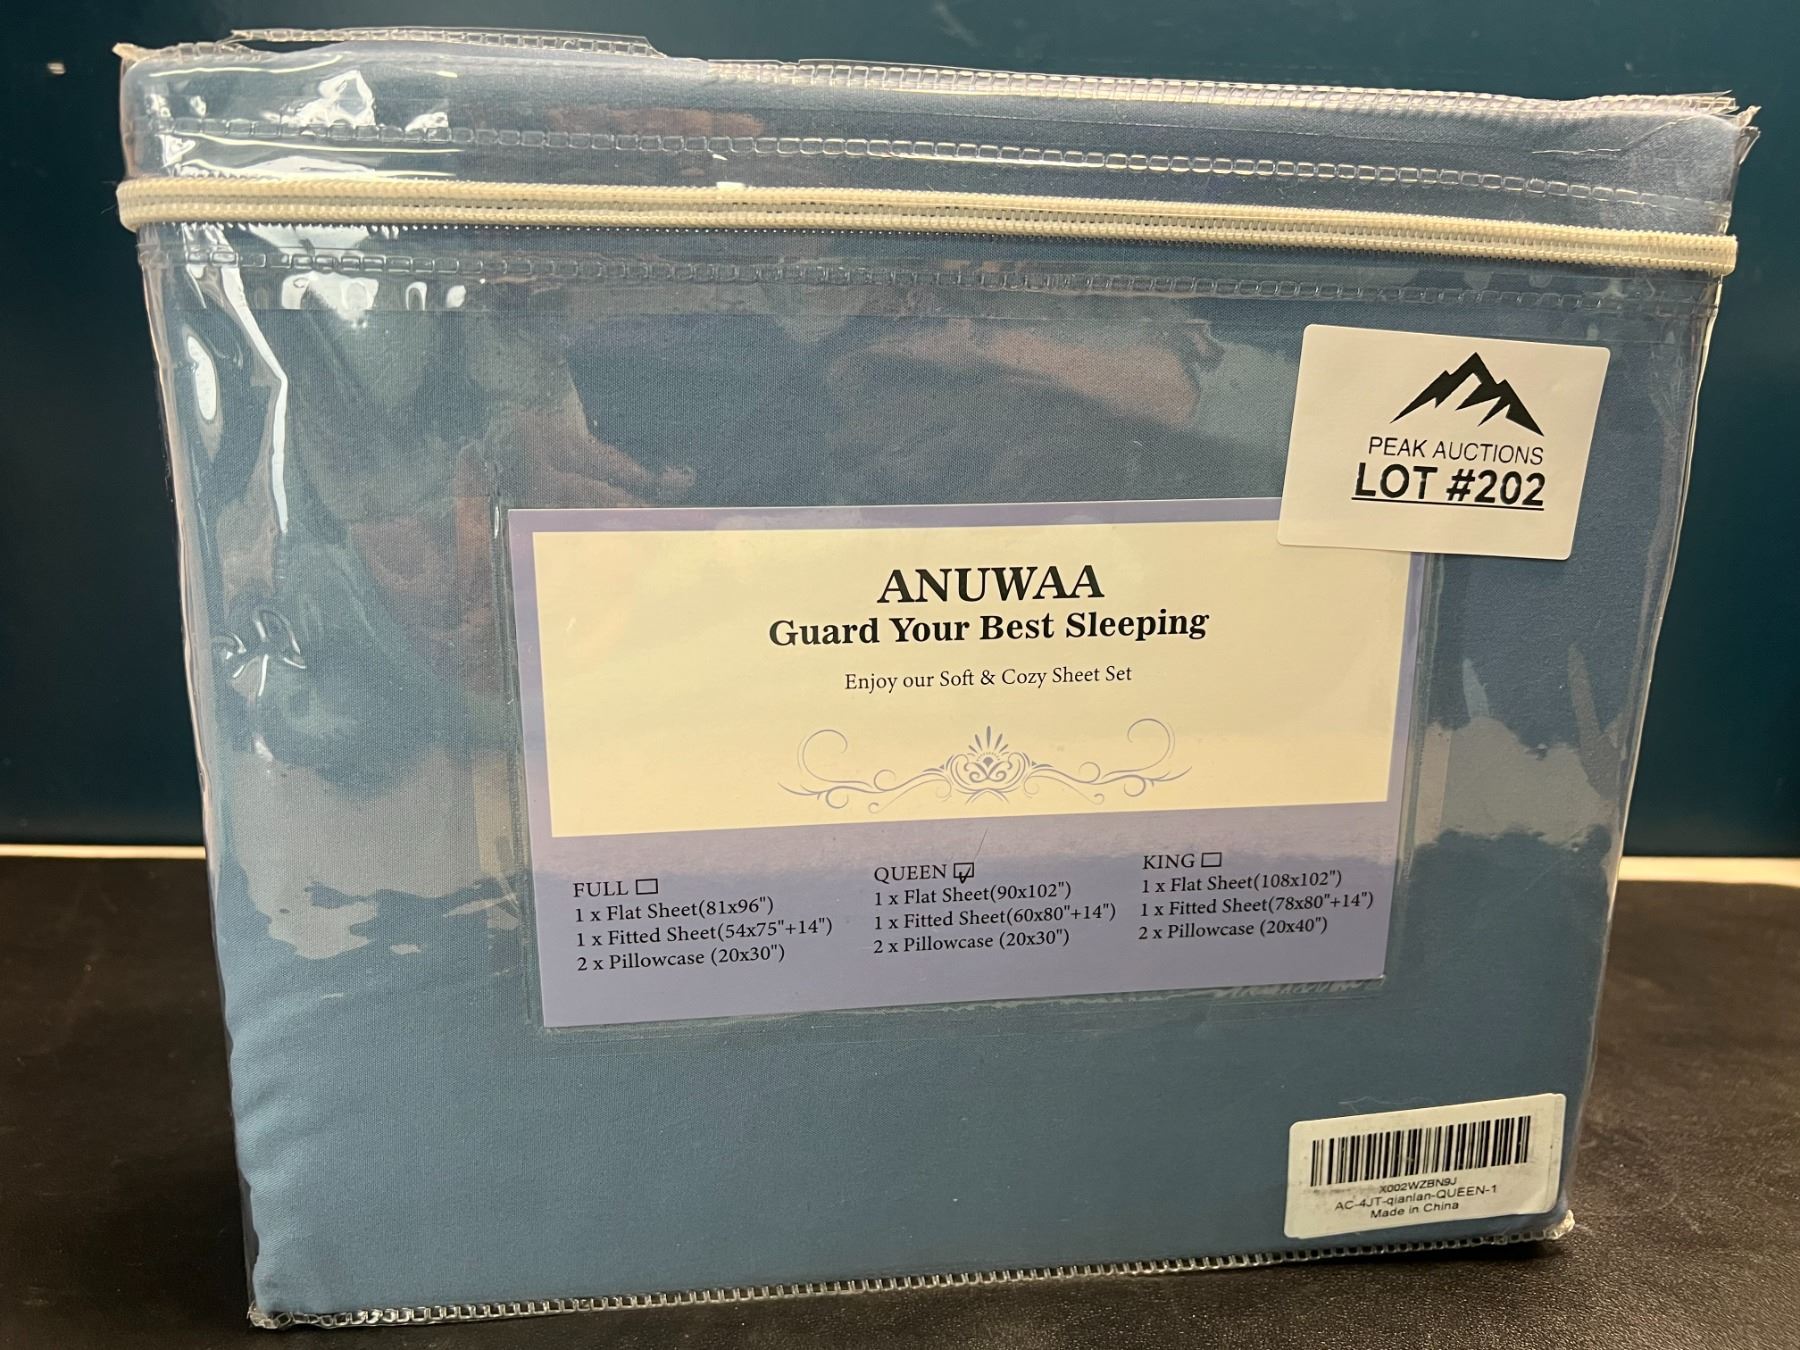 PEAK AUCTIONS
LOT #202
ANUWAA
Guard Your Best Sleeping
Enjoy our Soft & Cozy Sheet Set
FULL
1 x Flat Sheet(81x96")
1 x Fitted Sheet(54x75"+14")
2 x Pillowcase (20x30")
QUEEN
1 x Flat Sheet(90x102")
1 x Fitted Sheet(60x80"+14")
2 x Pillowcase (20x30")
KING
1 x Flat Sheet(108x102")
1 x Fitted Sheet(78x80"+14")
2 x Pillowcase (20x40")
X002WZBN9J
AC-4JT-qianlan-QUEEN-1
Made in China